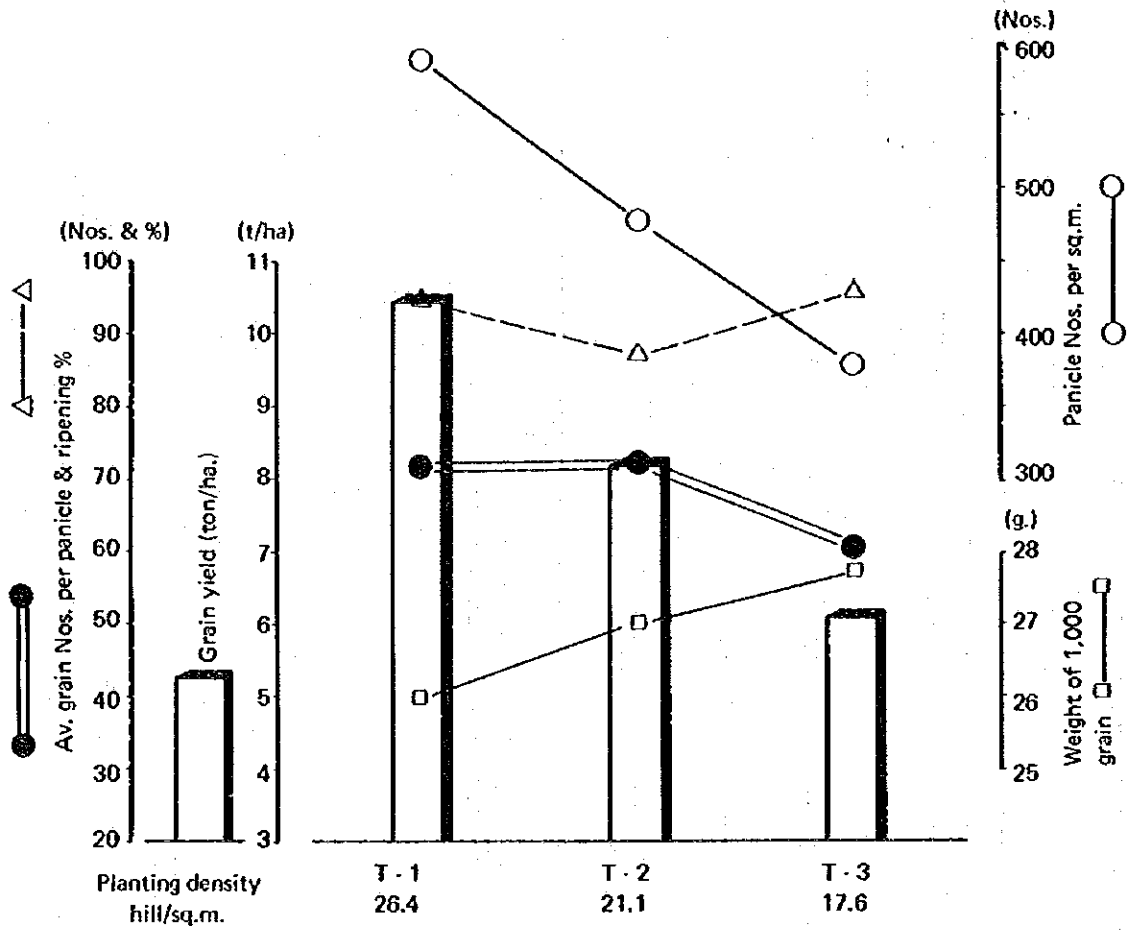 (Nos.)
600
500
400
300
Panicle Nos. per sq.m.
(g.)
28
27
26
25
Weight of 1,000
grain
(Nos. & %)
100
90
80
70
60
50
40
30
20
Av. grain Nos. per panicle & ripening %
(t/ha)
11
10
9
8
7
6
5
4
3
Grain yield (ton/ha.)
Planting density
hill/sq.m.
T - 1
26.4
T - 2
21.1
T - 3
17.6